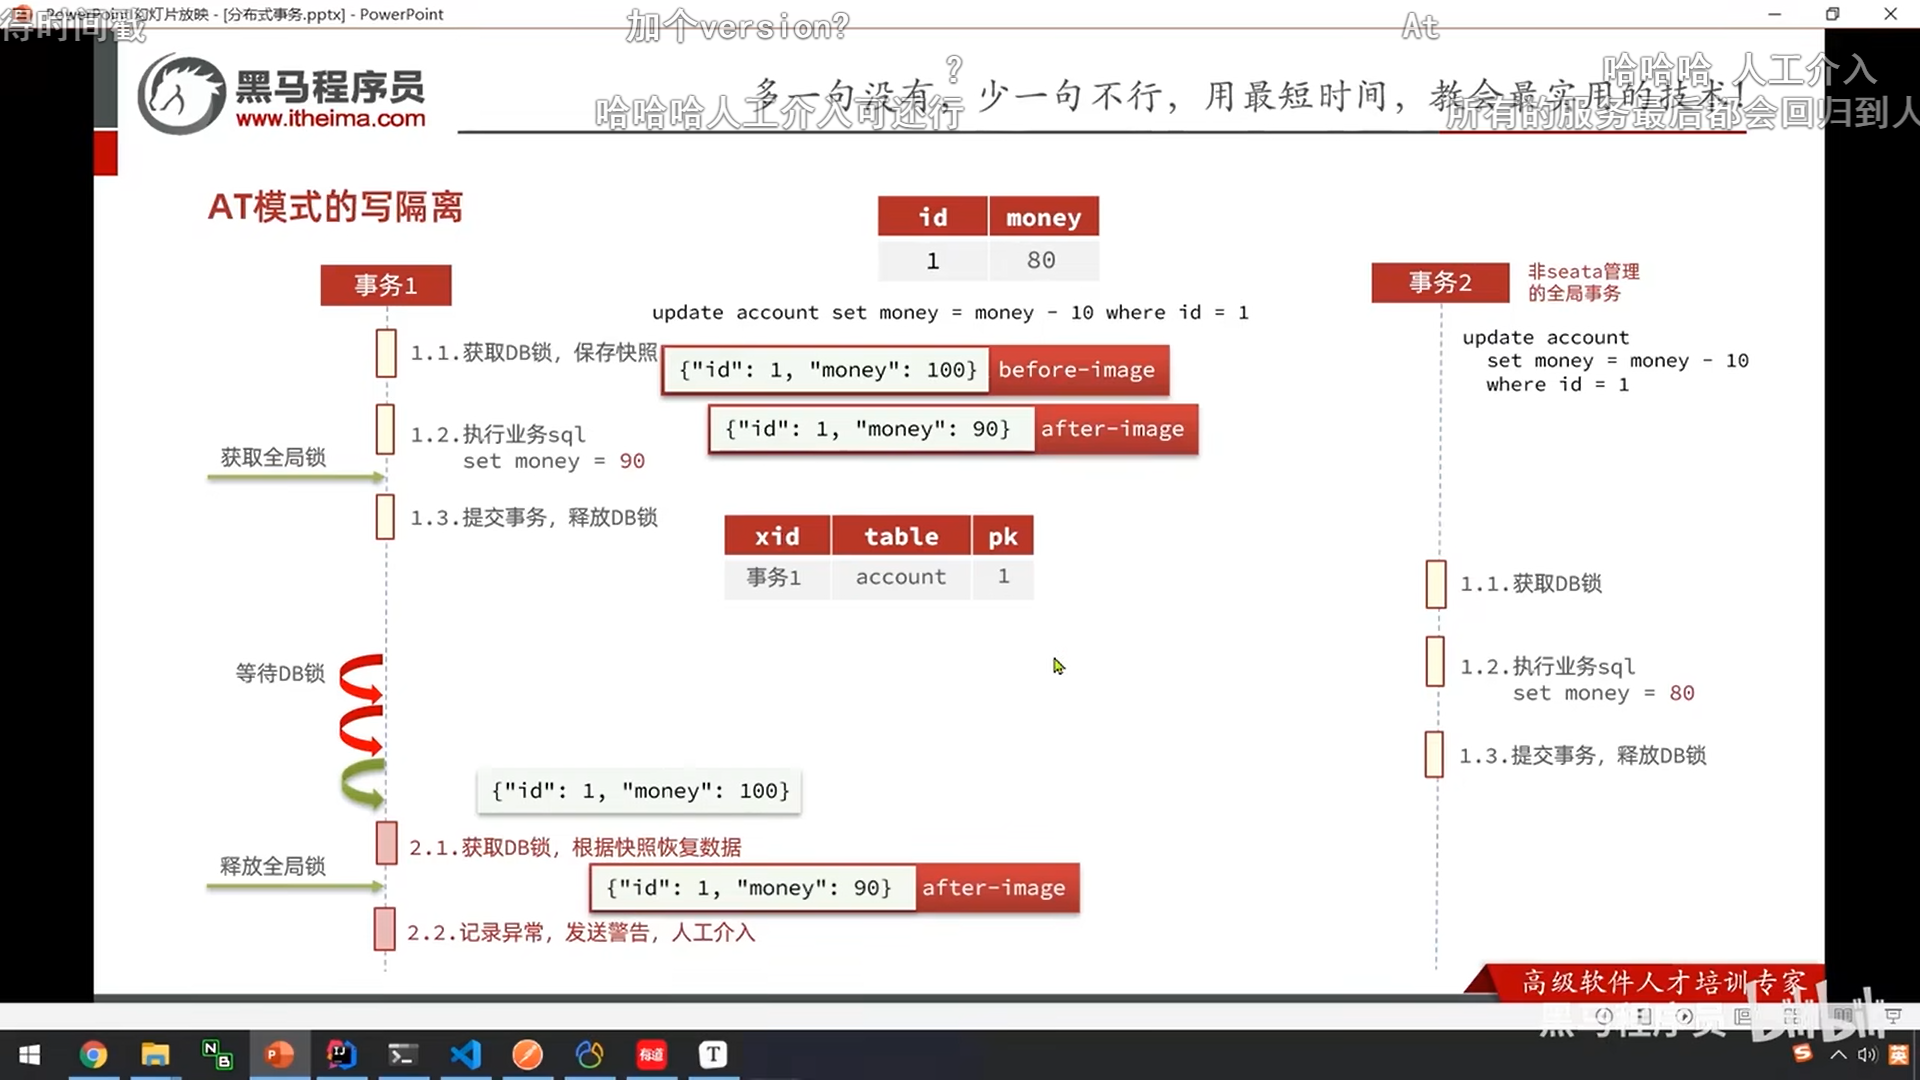 PowerPoint 幻灯片放映 - [分布式事务.pptx] - PowerPoint
得时间戳
加个version?
At
?
哈哈哈 人工介入
哈哈哈人工介入可还行
所有的服务最后都会回归到人
黑马程序员
www.itheima.com
多一句没有，少一句不行，用最短时间，教会最实用的技术！
AT模式的写隔离
id money
1 80
update account set money = money - 10 where id = 1
事务1
1.1.获取DB锁，保存快照
{"id": 1, "money": 100} before-image
{"id": 1, "money": 90} after-image
1.2.执行业务sql
set money = 90
获取全局锁
1.3.提交事务，释放DB锁
xid table pk
事务1 account 1
等待DB锁
{"id": 1, "money": 100}
2.1.获取DB锁，根据快照恢复数据
释放全局锁
{"id": 1, "money": 90} after-image
2.2.记录异常，发送警告，人工介入
事务2
非seata管理
的全局事务
update account
set money = money - 10
where id = 1
1.1.获取DB锁
1.2.执行业务sql
set money = 80
1.3.提交事务，释放DB锁
高级软件人才培训专家
黑马程序员
bilibili
英